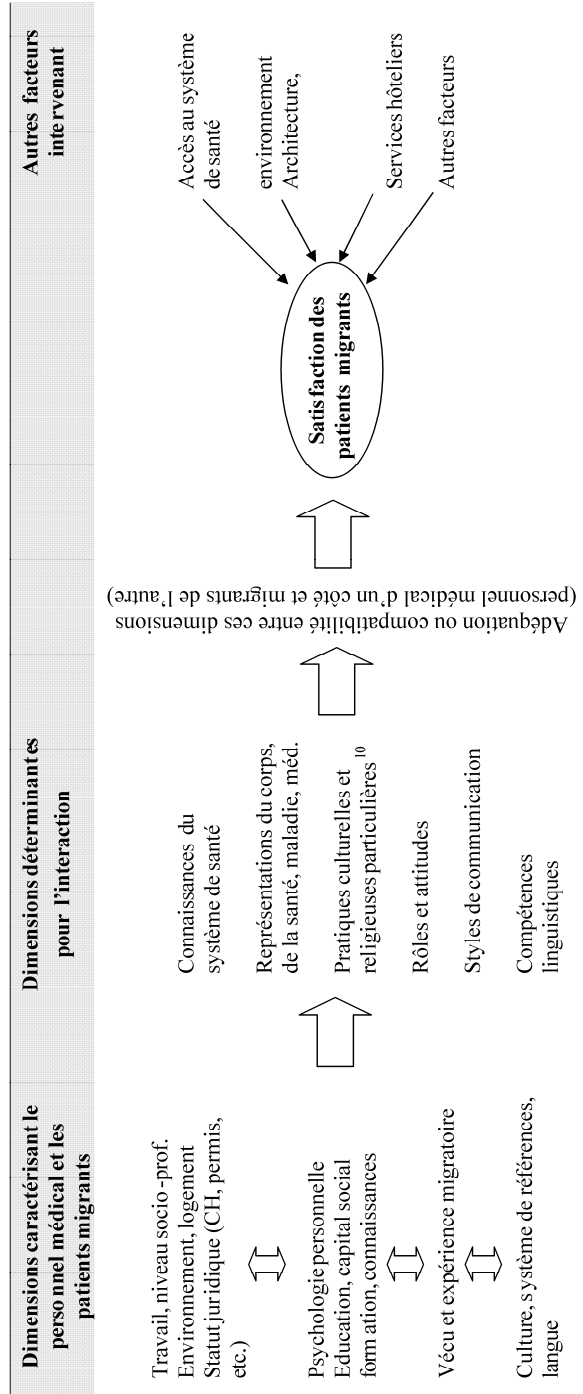 Dimensions caractérisant le
personnel médical et les
patients migrants
Dimensions déterminantes
pour l'interaction
Autres facteurs
intervenant
Travail, niveau socio-prof.
Environnement, logement
Statut juridique (CH, permis,
etc.)
Psychologie personnelle
Education, capital social
formation, connaissances
Vécu et expérience migratoire
Culture, système de références,
langue
Connaissances du
système de santé
Représentations du corps,
de la santé, maladie, méd.
Pratiques culturelles et
religieuses particulières10
Rôles et attitudes
Styles de communication
Compétences
linguistiques
Adéquation ou compatibilité entre ces dimensions
(personnel médical d'un côté et migrants de l'autre)
Satisfaction des
patients migrants
Accès au système
de santé
environnement
Architecture,
Services hôteliers
Autres facteurs